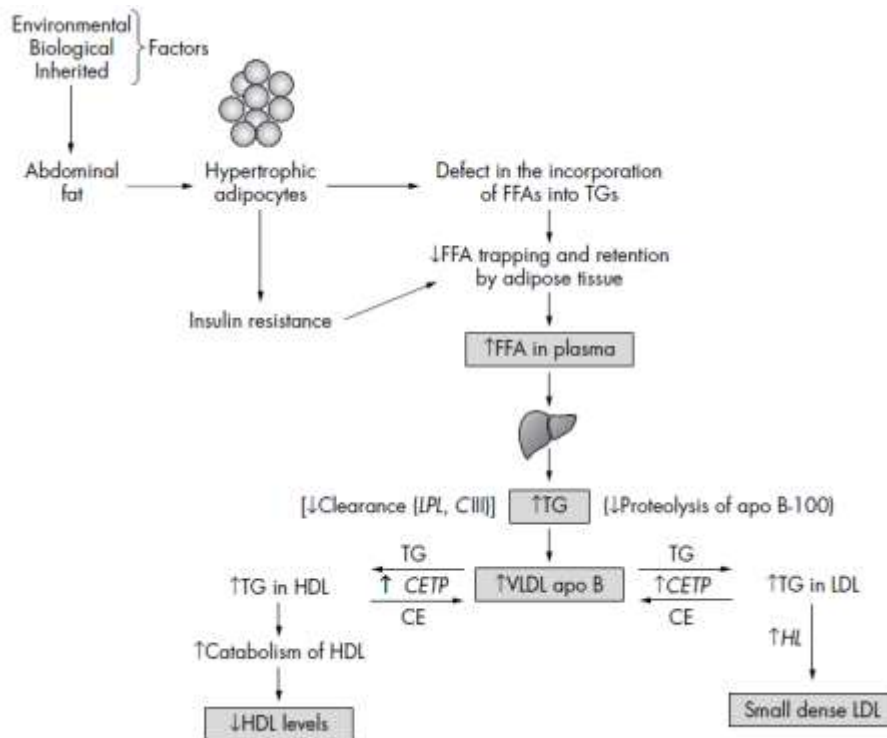 Environmental
Biological
Inherited
Factors
Abdominal
fat
Hypertrophic
adipocytes
Defect in the incorporation
of FFAs into TGs
↓FFA trapping and retention
by adipose tissue
Insulin resistance
↑FFA in plasma
[↓Clearance (LPL, CIII)] ↑TG (↓Proteolysis of apo B-100)
TG TG
↑TG in HDL ↑ CETP ↑VLDL apo B ↑CETP ↑TG in LDL
CE CE
↑Catabolism of HDL
↑HL
↓HDL levels
Small dense LDL